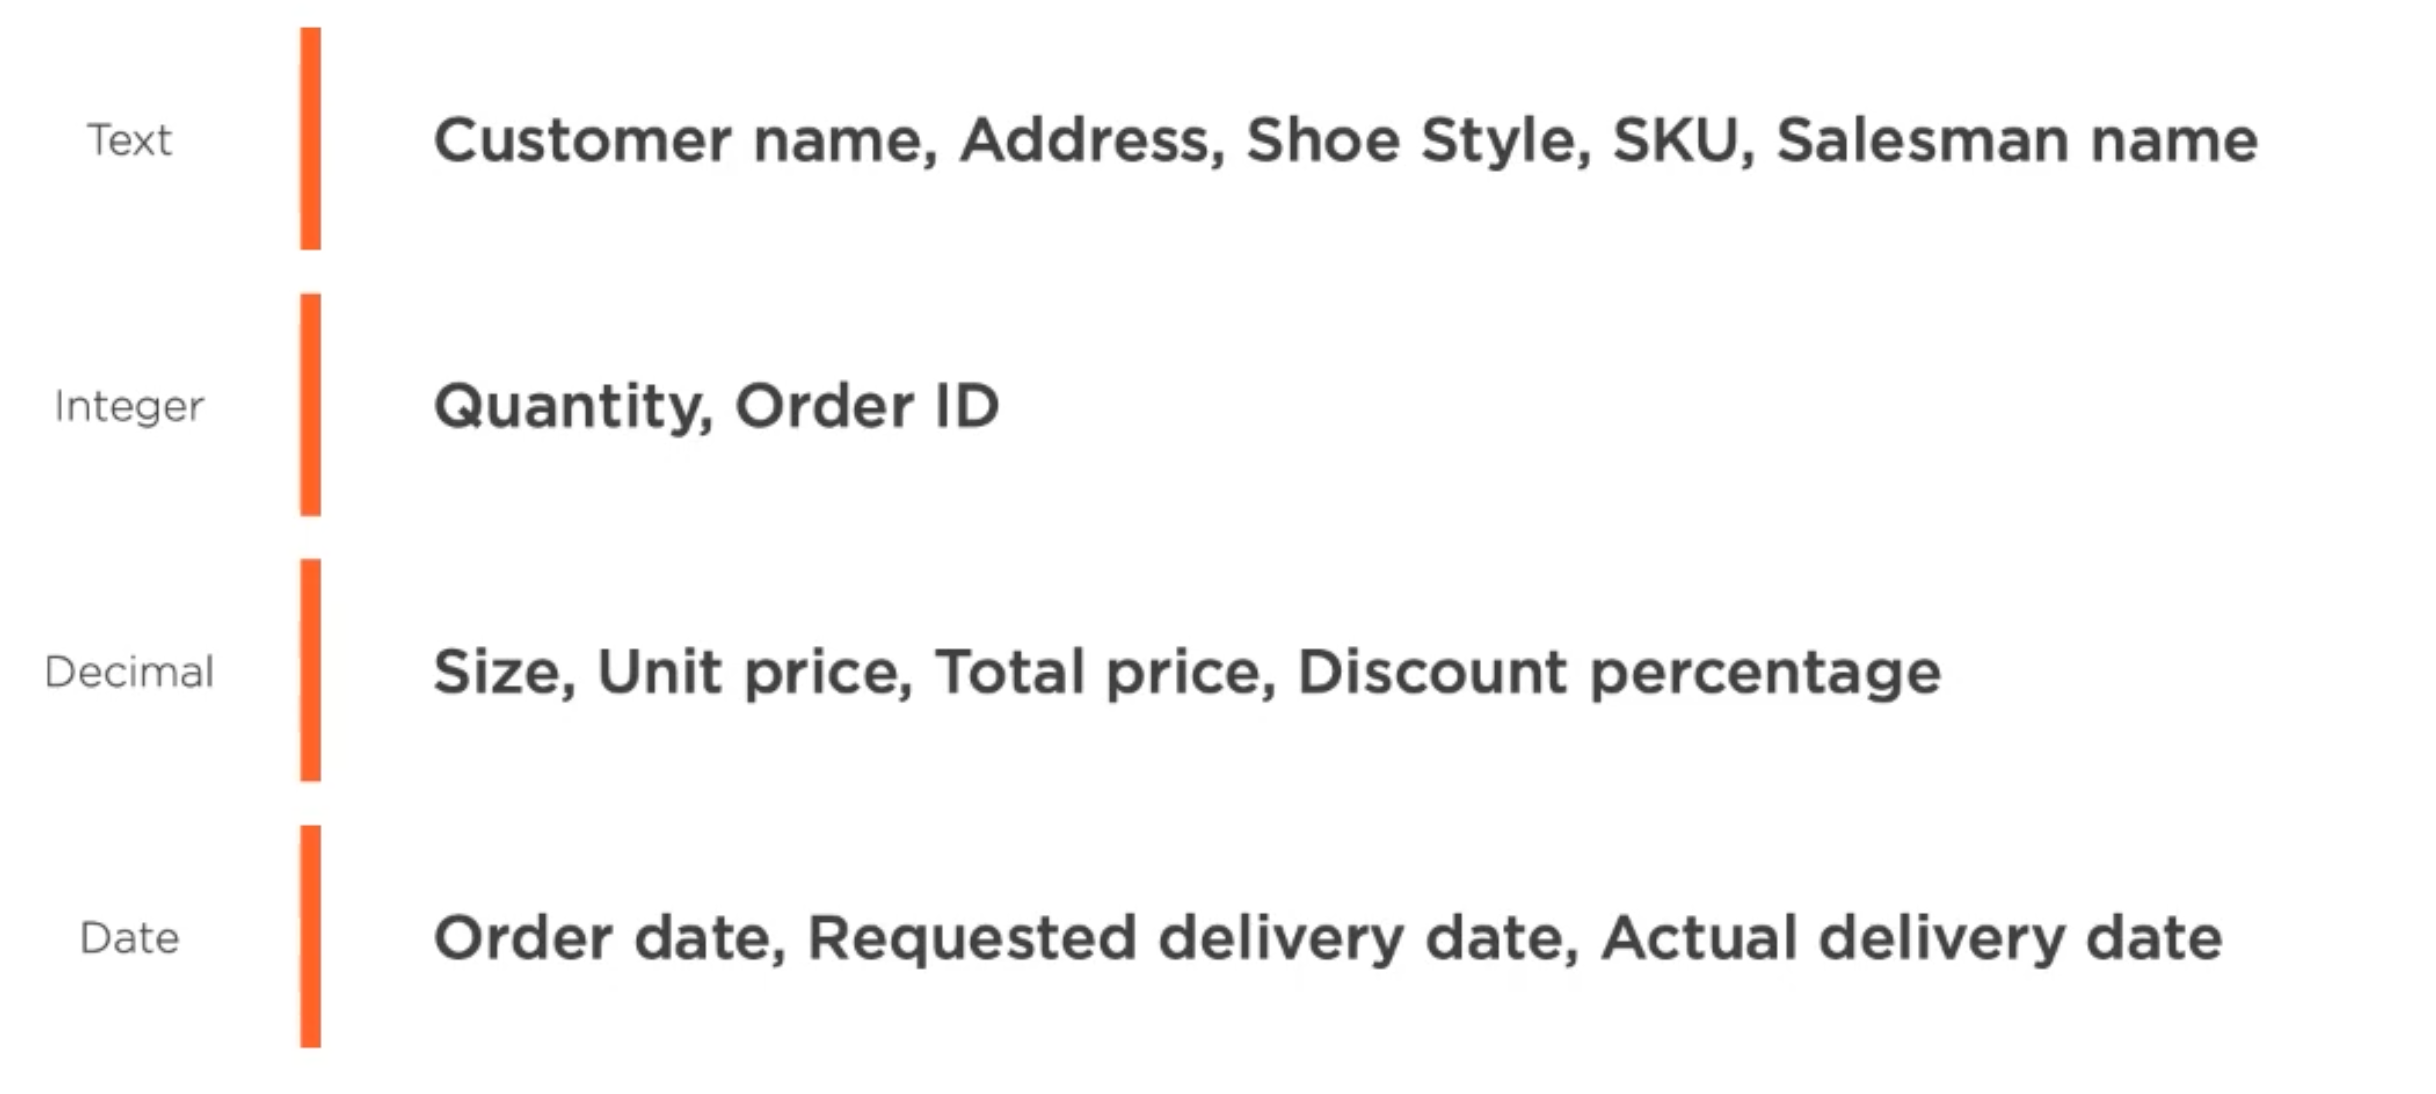 Text
Customer name, Address, Shoe Style, SKU, Salesman name
Integer
Quantity, Order ID
Decimal
Size, Unit price, Total price, Discount percentage
Date
Order date, Requested delivery date, Actual delivery date